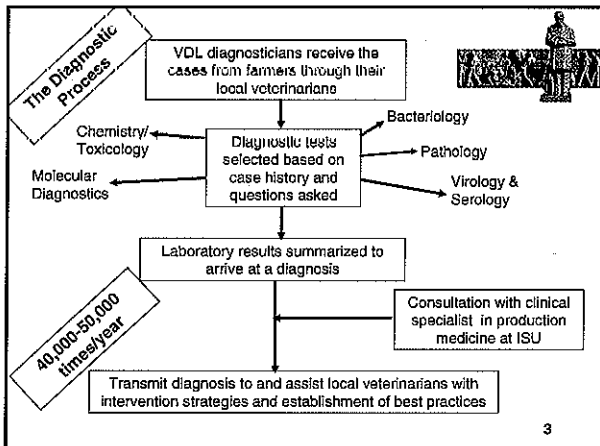 The Diagnostic
Process
VDL diagnosticians receive the
cases from farmers through their
local veterinarians
Chemistry/
Toxicology
Molecular
Diagnostics
Diagnostic tests
selected based on
case history and
questions asked
Bacteriology
Pathology
Virology &
Serology
Laboratory results summarized to
arrive at a diagnosis
40,000-50,000
times/year
Consultation with clinical
specialist in production
medicine at ISU
Transmit diagnosis to and assist local veterinarians with
intervention strategies and establishment of best practices
3